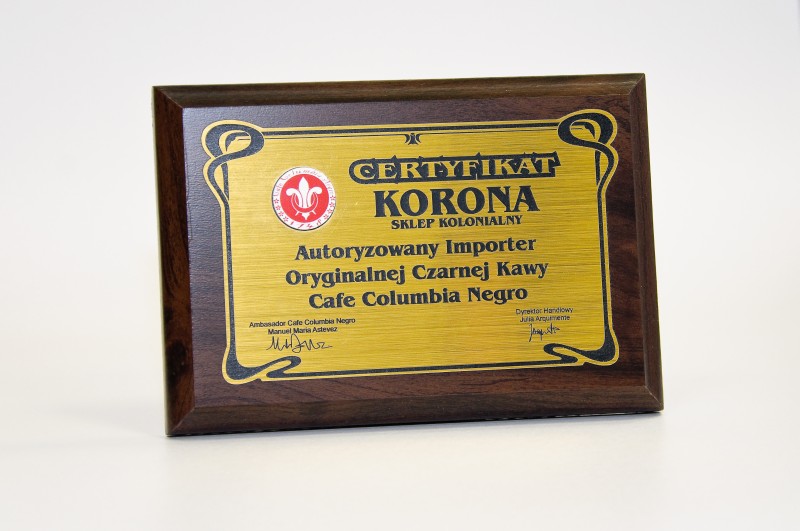 CERTYFIKAT
KORONA
SKLEP KOLONIALNY
Autoryzowany Importer
Oryginalnej Czarnej Kawy
Cafe Columbia Negro
Ambasador Cafe Columbia Negro
Manuel Maria Astevez
Dyrektor Handlowy
Julia Arqumente